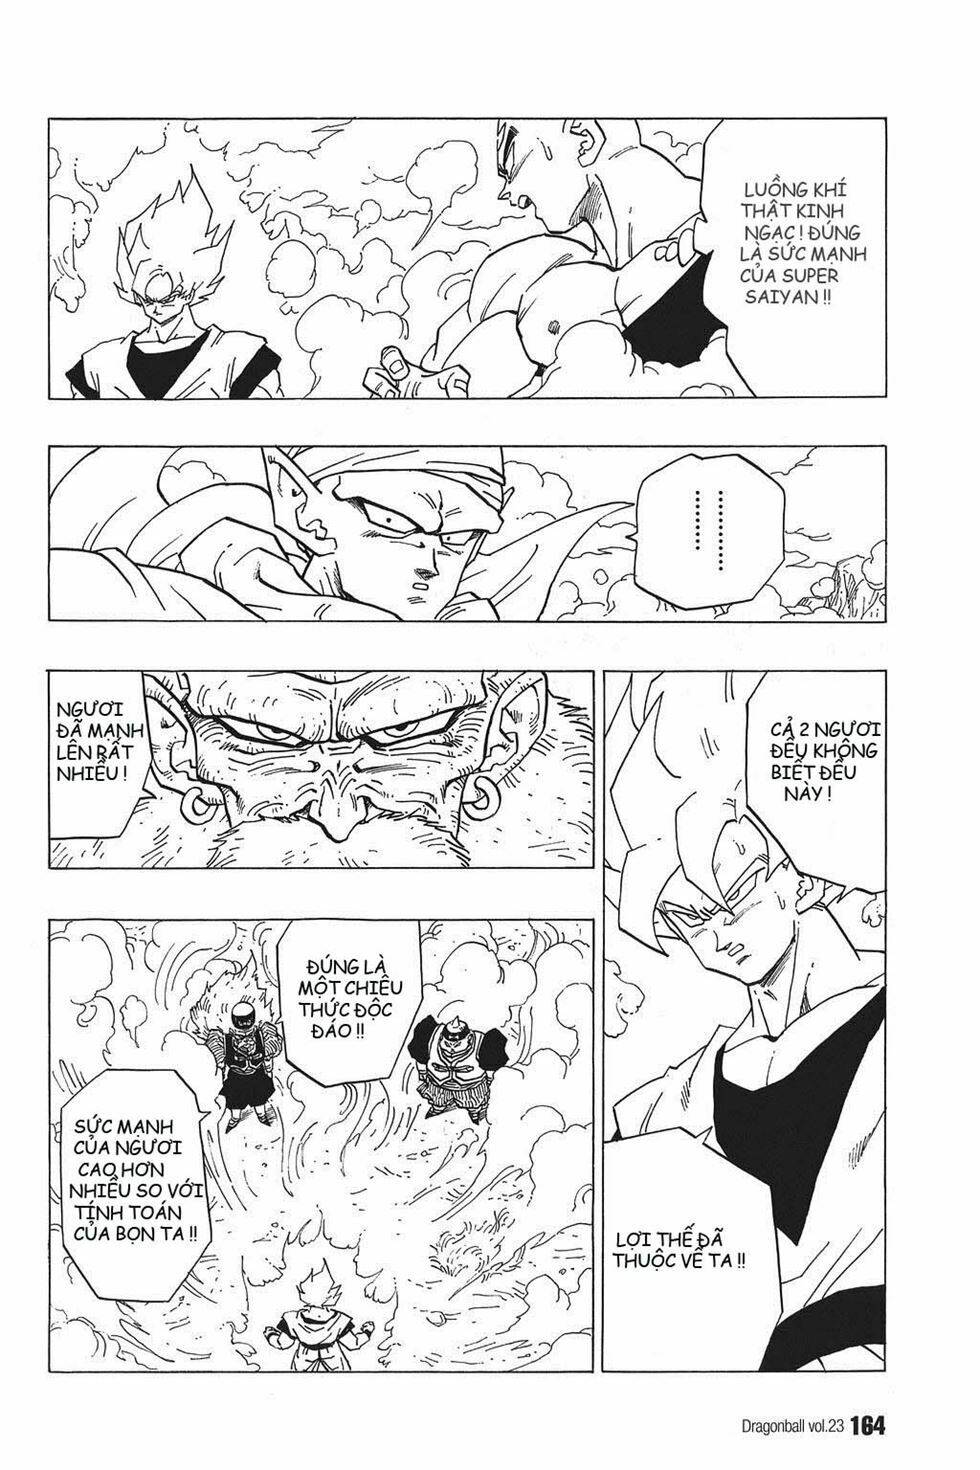 LUỒNG KHÍ
THẬT KINH
NGẠC! ĐÚNG
LÀ SỨC MẠNH
CỦA SUPER
SAIYAN!!
CẢ 2 NGƯƠI
ĐỀU KHÔNG
BIẾT ĐỀU
NÀY!
LỢI THẾ ĐÃ
THUỘC VỀ TA!!
NGƯƠI
ĐÃ MẠNH
LÊN RẤT
NHIỀU!
ĐÚNG LÀ
MỘT CHIÊU
THỨC ĐỘC
ĐÁO!!
SỨC MẠNH
CỦA NGƯƠI
CAO HƠN
NHIỀU SO VỚI
TÍNH TOÁN
CỦA BỌN TA!!
Dragonball vol.23 164